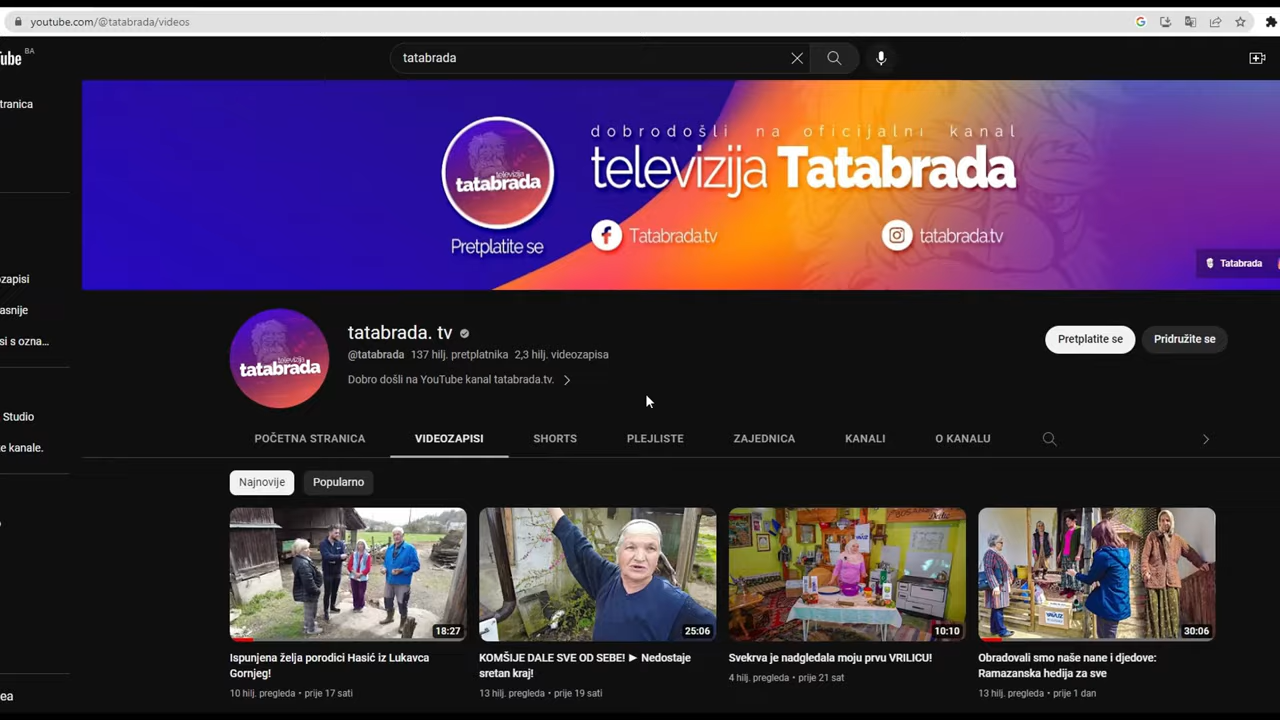 youtube.com/@tatabrada/videos
Tube BA
tatabrada
tranica
zapisi
asnije
si s ozna...
Studio
e kanale.
ea
dobrodošli na oficijalni kanal
televizija Tatabrada
televizija
tatabrada
Pretplatite se
Tatabrada.tv
tatabrada.tv
Tatabrada
televizija
tatabrada
tatabrada. tv
@tatabrada 137 hilj. pretplatnika 2,3 hilj. videozapisa
Dobro došli na YouTube kanal tatabrada.tv.
Pretplatite se
Pridružite se
POČETNA STRANICA VIDEOZAPISI SHORTS PLEJLISTE ZAJEDNICA KANALI O KANALU
Najnovije Popularno
18:27
Ispunjena želja porodici Hasić iz Lukavca
Gornjeg!
10 hilj. pregleda • prije 17 sati
25:06
KOMŠIJE DALE SVE OD SEBE! ► Nedostaje
sretan kraj!
13 hilj. pregleda • prije 19 sati
10:10
Svekrva je nadgledala moju prvu VRILICU!
4 hilj. pregleda • prije 21 sat
30:06
Obradovali smo naše nane i djedove:
Ramazanska hedija za sve
13 hilj. pregleda • prije 1 dan